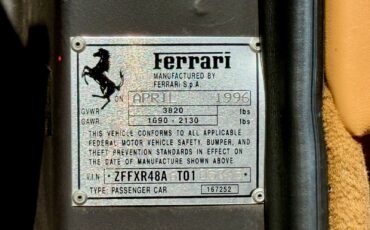 Ferrari
MANUFACTURED BY
FERRARI S.p.A.
ON APRIL 1996
GVWR 3820 lbs
GAWR 1690 - 2130 lbs
THIS VEHICLE CONFORMS TO ALL APPLICABLE
FEDERAL MOTOR VEHICLE SAFETY, BUMPER, AND
THEFT PREVENTION STANDARDS IN EFFECT ON
THE DATE OF MANUFACTURE SHOWN ABOVE.
V.I.N. *ZFFXR48A T01
TYPE: PASSENGER CAR 167252